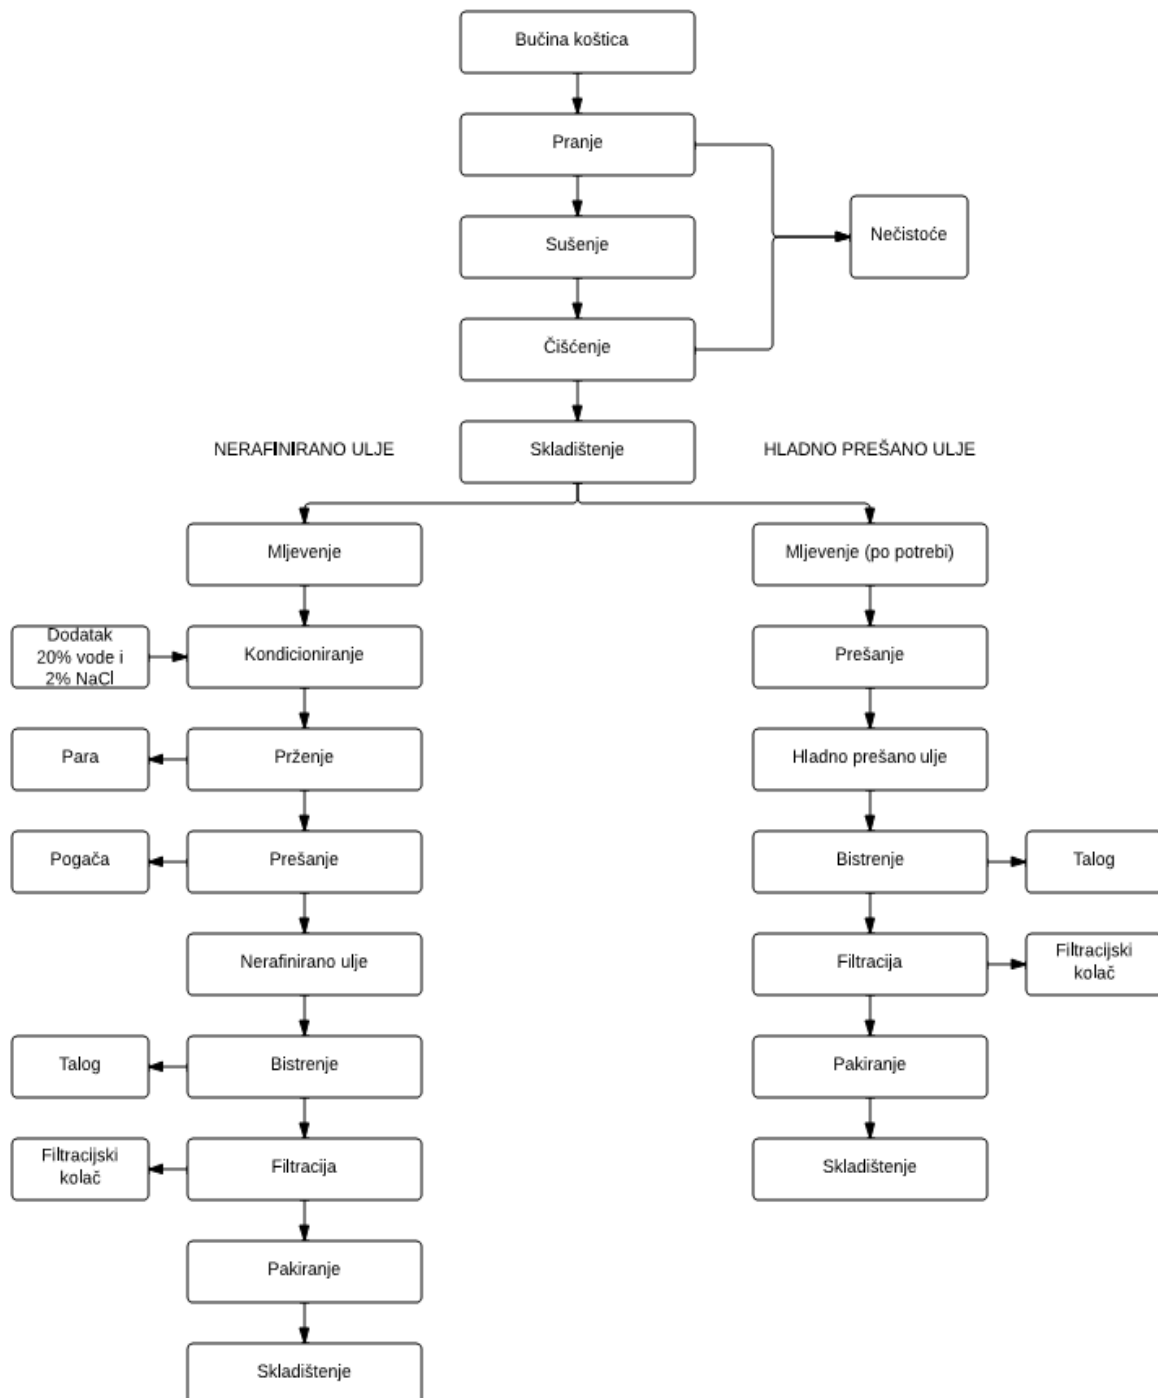 Bučina koštica
Pranje
Nečistoće
Sušenje
Čišćenje
NERAFINIRANO ULJE
Skladištenje
HLADNO PREŠANO ULJE
Mljevenje
Mljevenje (po potrebi)
Dodatak
20% vode i
2% NaCl
Kondicioniranje
Prešanje
Para
Prženje
Hladno prešano ulje
Pogača
Prešanje
Bistrenje
Talog
Nerafinirano ulje
Filtracija
Filtracijski
kolač
Talog
Bistrenje
Pakiranje
Filtracijski
kolač
Filtracija
Skladištenje
Pakiranje
Skladištenje